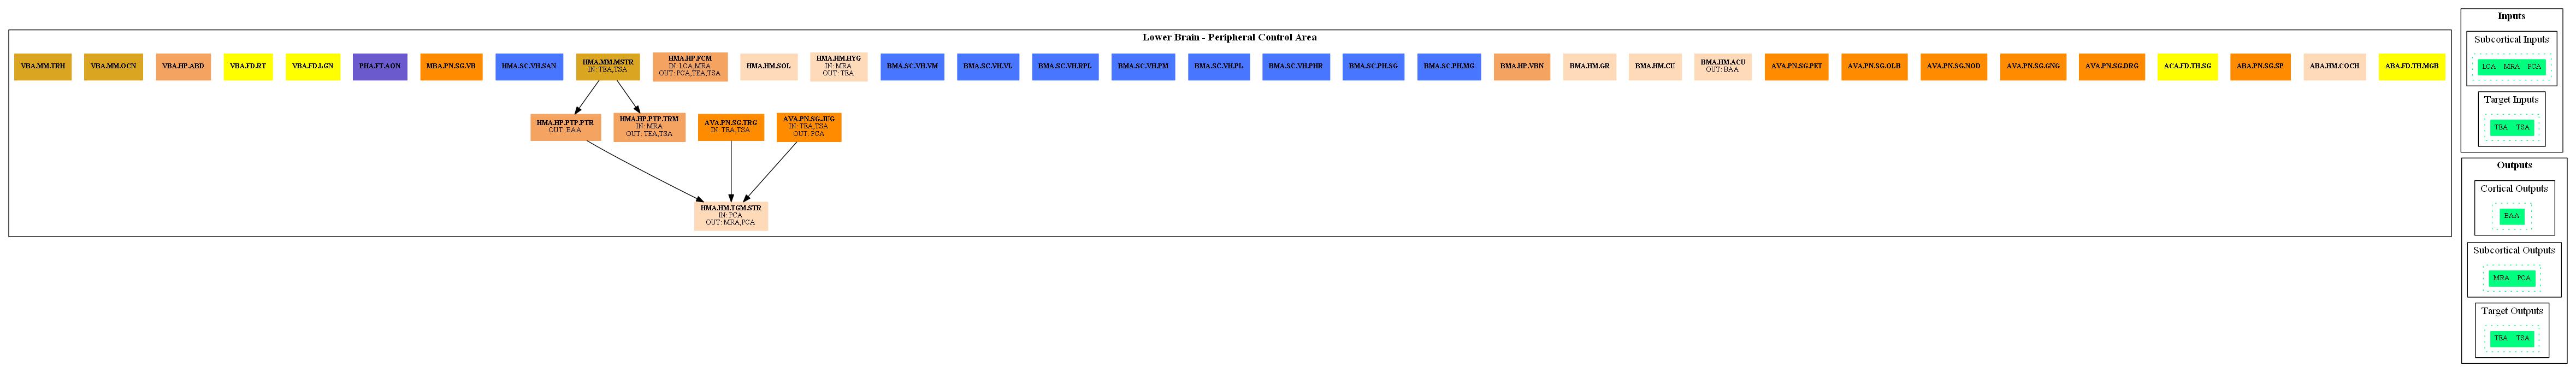 Lower Brain - Peripheral Control Area
VBA.MM.TRH
VBA.MM.OCN
VBA.HP.ABD
VBA.FD.RT
VBA.FD.LGN
PHA.FT.AON
MBA.PN.SG.VB
HMA.SC.VH.SAN
HMA.MM.MSTR
IN: TEA,TSA
HMA.HP.FCM
IN: LCA,MRA
OUT: PCA,TEA,TSA
HMA.HM.SOL
HMA.HM.HYG
IN: MRA
OUT: TEA
BMA.SC.VH.VM
BMA.SC.VH.VL
BMA.SC.VH.RPL
BMA.SC.VH.PM
BMA.SC.VH.PL
BMA.SC.VH.PHR
BMA.SC.PH.SG
BMA.SC.PH.MG
BMA.HP.VBN
BMA.HM.GR
BMA.HM.CU
BMA.HM.ACU
OUT: BAA
AVA.PN.SG.PET
AVA.PN.SG.OLB
AVA.PN.SG.NOD
AVA.PN.SG.GNG
AVA.PN.SG.DRG
ACA.FD.TH.SG
ABA.PN.SG.SP
ABA.HM.COCH
ABA.FD.TH.MGB
HMA.HP.PTP.PTR
OUT: BAA
HMA.HP.PTP.TRM
IN: MRA
OUT: TEA,TSA
AVA.PN.SG.TRG
IN: TEA,TSA
AVA.PN.SG.JUG
IN: TEA,TSA
OUT: PCA
HMA.HM.TGM.STR
IN: PCA
OUT: MRA,PCA
Inputs
Subcortical Inputs
LCA MRA PCA
Target Inputs
TEA TSA
Outputs
Cortical Outputs
BAA
Subcortical Outputs
MRA PCA
Target Outputs
TEA TSA